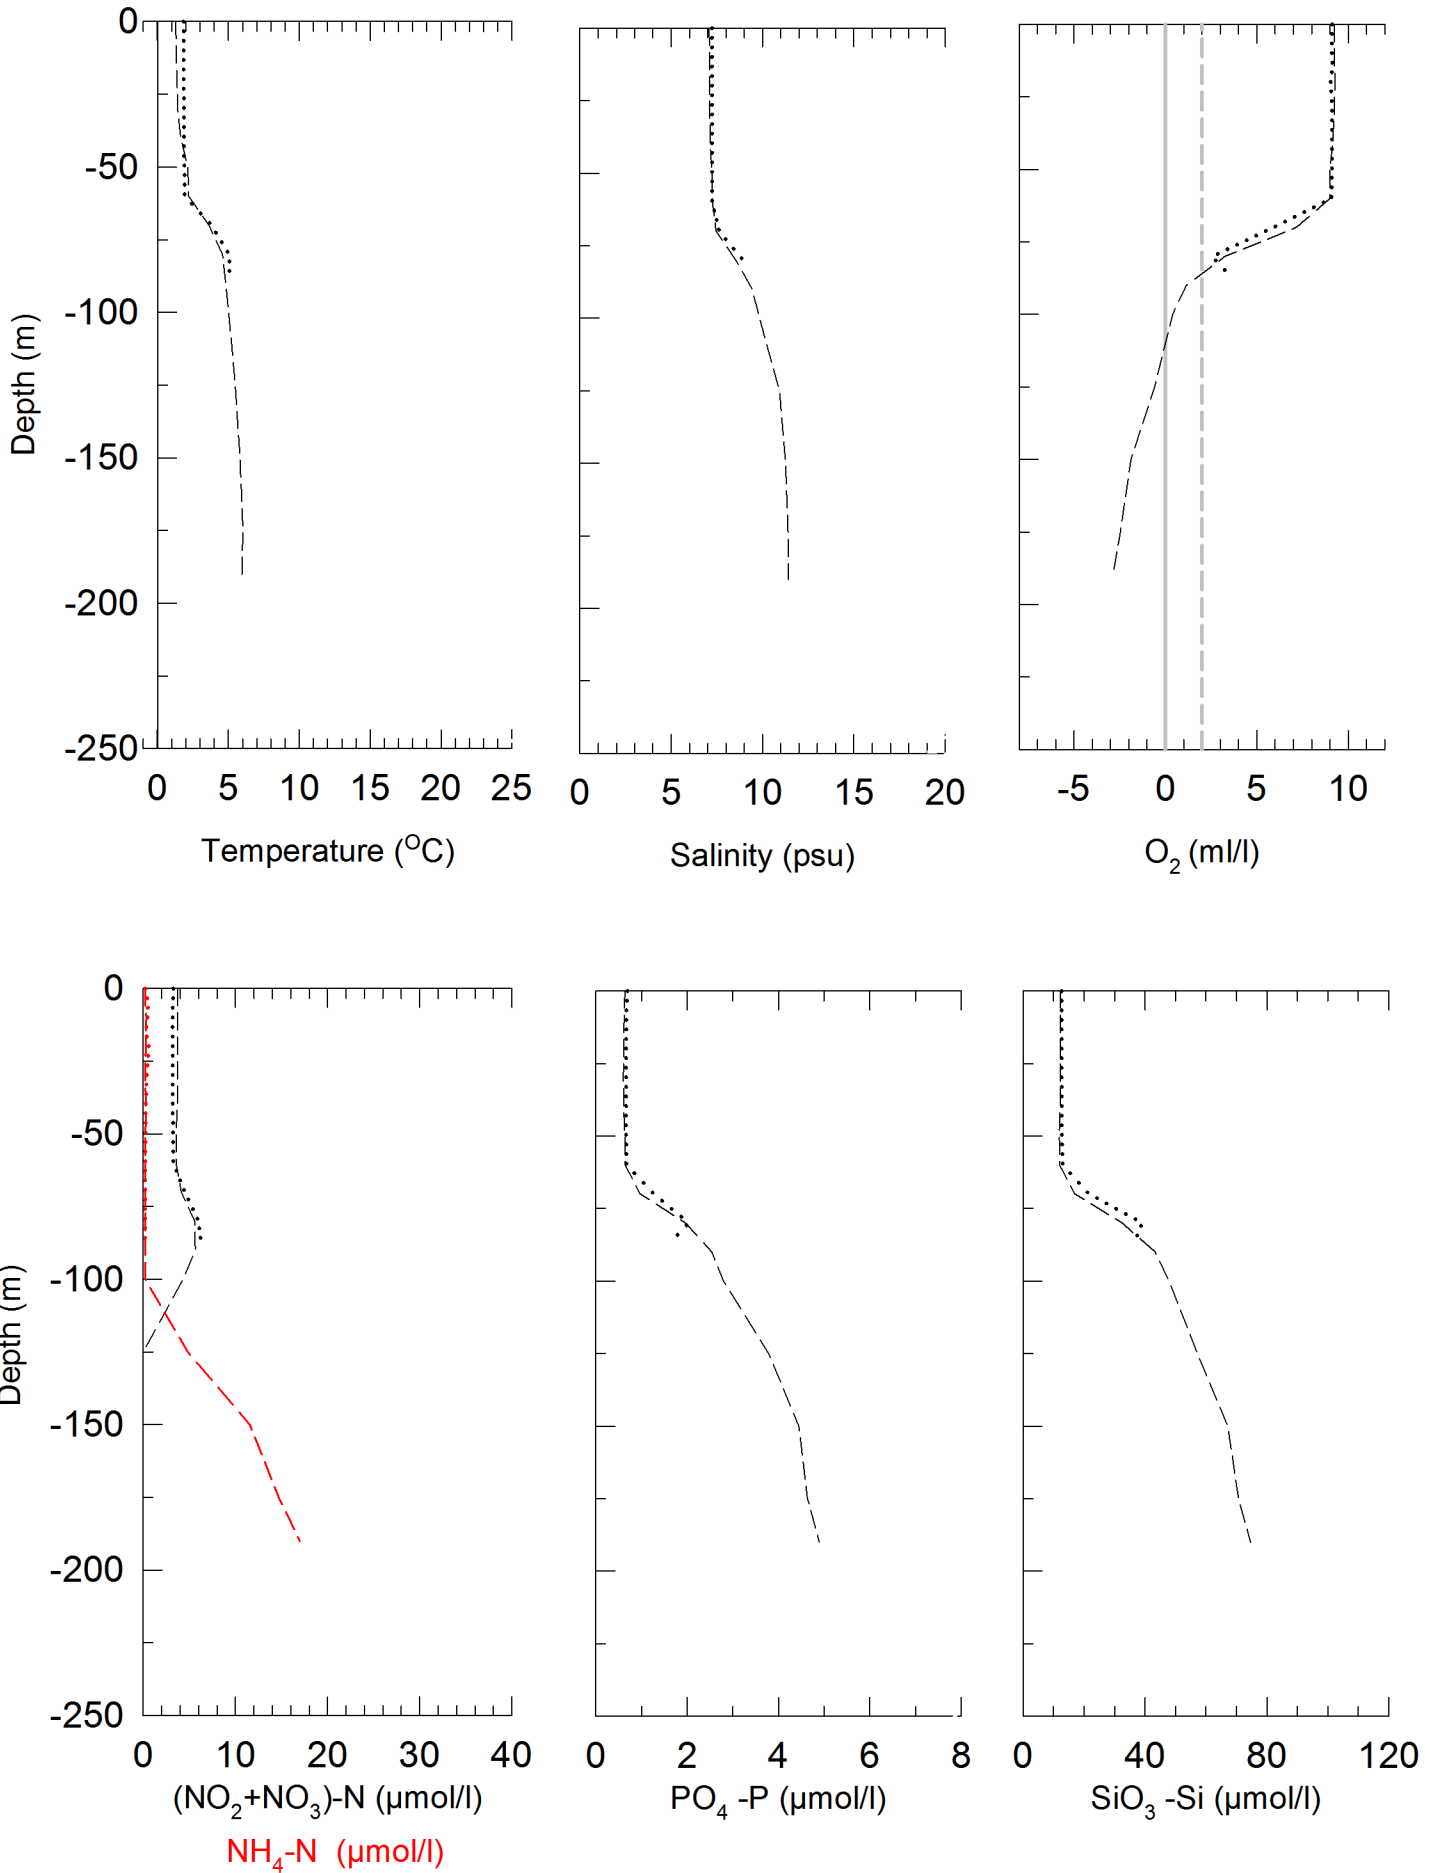 0
-50
-100
-150
-200
-250
Depth (m)
0 5 10 15 20 25
Temperature (°C)
0 5 10 15 20
Salinity (psu)
-5 0 5 10
O₂ (ml/l)
0
-50
-100
-150
-200
-250
Depth (m)
0 10 20 30 40
(NO₂+NO₃)-N (µmol/l)
NH₄-N (µmol/l)
0 2 4 6 8
PO₄ -P (µmol/l)
0 40 80 120
SiO₃ -Si (µmol/l)